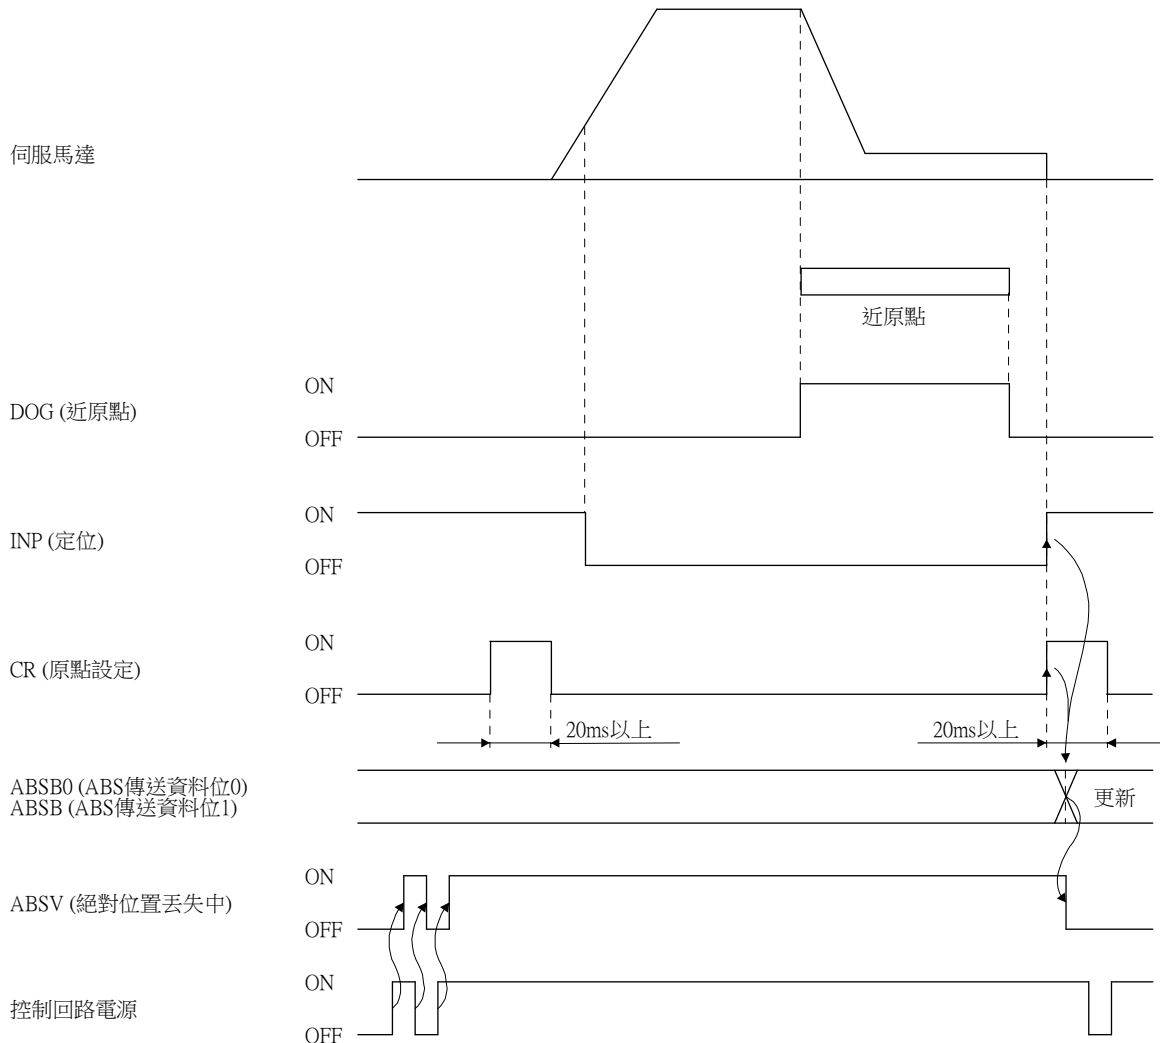 伺服馬達
近原點
ON
DOG (近原點)
OFF
ON
INP (定位)
OFF
ON
CR (原點設定)
OFF
20ms以上
20ms以上
ABSB0 (ABS傳送資料位0)
ABSB (ABS傳送資料位1)
更新
ON
ABSV (絕對位置丟失中)
OFF
ON
控制回路電源
OFF